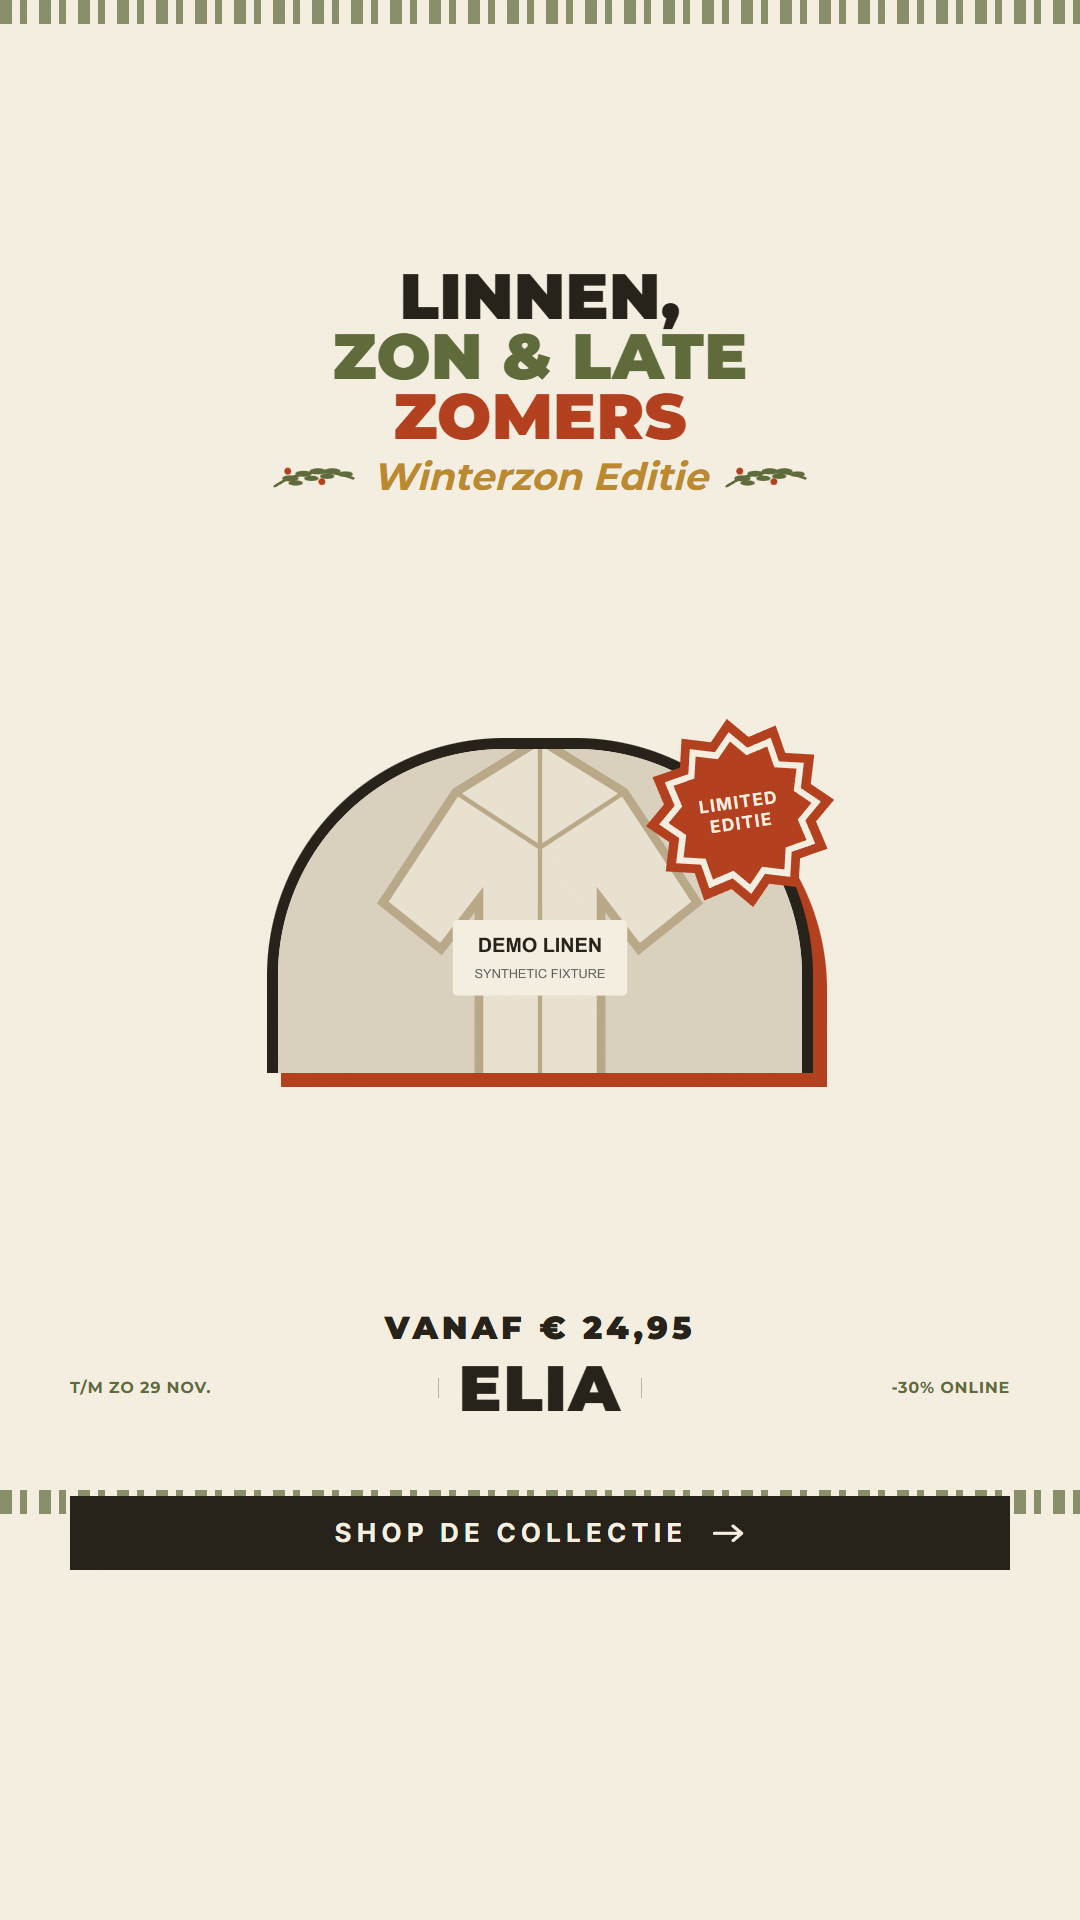 LINNEN,
ZON & LATE
ZOMERS
Winterzon Editie
LIMITED
EDITIE
DEMO LINEN
SYNTHETIC FIXTURE
VANAF € 24,95
T/M ZO 29 NOV.
ELIA
-30% ONLINE
SHOP DE COLLECTIE →